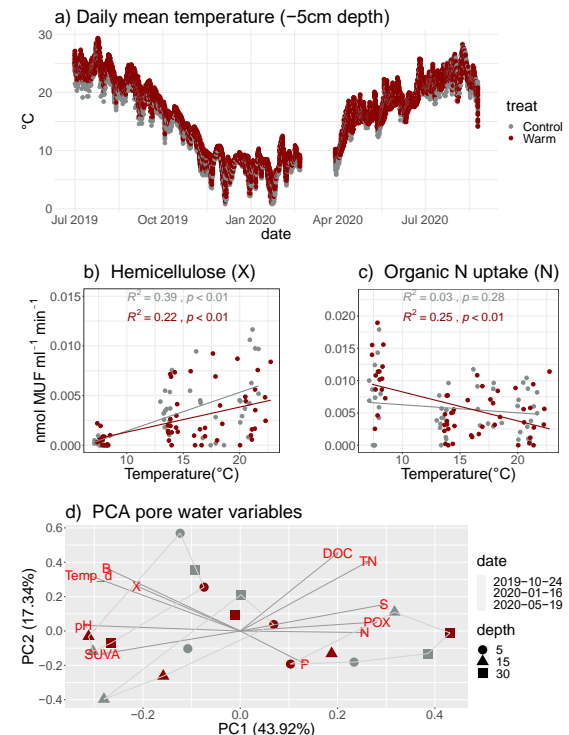 a) Daily mean temperature (−5cm depth)
30
20
10
0
°C
Jul 2019 Oct 2019 Jan 2020 Apr 2020 Jul 2020
date
treat
Control
Warm
b) Hemicellulose (X)
R² = 0.39 , p < 0.01
R² = 0.22 , p < 0.01
0.015
0.010
0.005
0.000
nmol MUF ml⁻¹ min⁻¹
10 15 20
Temperature(°C)
c) Organic N uptake (N)
R² = 0.03 , p = 0.28
R² = 0.25 , p < 0.01
0.020
0.015
0.010
0.005
0.000
10 15 20
Temperature(°C)
d) PCA pore water variables
0.6
0.4
0.2
0.0
−0.2
−0.4
PC2 (17.34%)
B
Temp_d
X
pH
SUVA
DOC
TN
S
POX
N
P
−0.2 0.0 0.2 0.4
PC1 (43.92%)
date
2019−10−24
2020−01−16
2020−05−19
depth
5
15
30